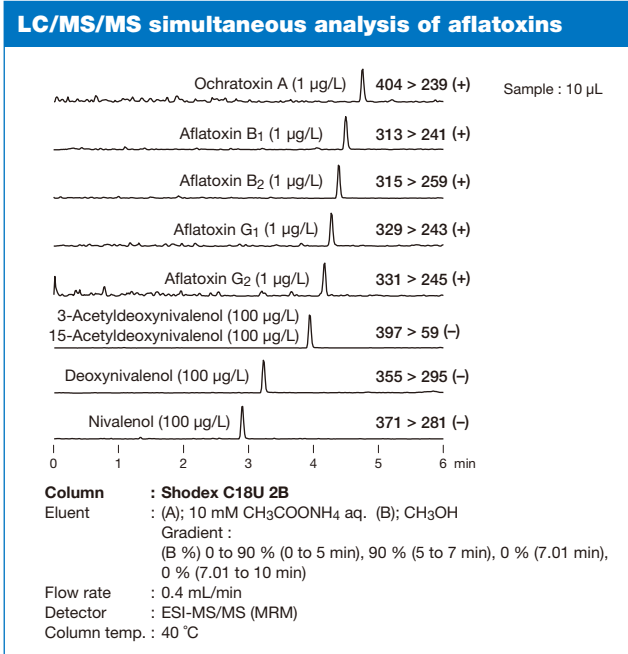 LC/MS/MS simultaneous analysis of aflatoxins
Ochratoxin A (1 µg/L) 404 > 239 (+) Sample : 10 µL
Aflatoxin B1 (1 µg/L) 313 > 241 (+)
Aflatoxin B2 (1 µg/L) 315 > 259 (+)
Aflatoxin G1 (1 µg/L) 329 > 243 (+)
Aflatoxin G2 (1 µg/L) 331 > 245 (+)
3-Acetyldeoxynivalenol (100 µg/L)
15-Acetyldeoxynivalenol (100 µg/L) 397 > 59 (–)
Deoxynivalenol (100 µg/L) 355 > 295 (–)
Nivalenol (100 µg/L) 371 > 281 (–)
0 1 2 3 4 5 6 min
Column : Shodex C18U 2B
Eluent : (A); 10 mM CH3COONH4 aq. (B); CH3OH
Gradient :
(B %) 0 to 90 % (0 to 5 min), 90 % (5 to 7 min), 0 % (7.01 min),
0 % (7.01 to 10 min)
Flow rate : 0.4 mL/min
Detector : ESI-MS/MS (MRM)
Column temp. : 40 °C